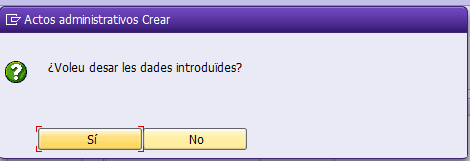 Actos administrativos Crear
¿Voleu desar les dades introduïdes?
Sí
No